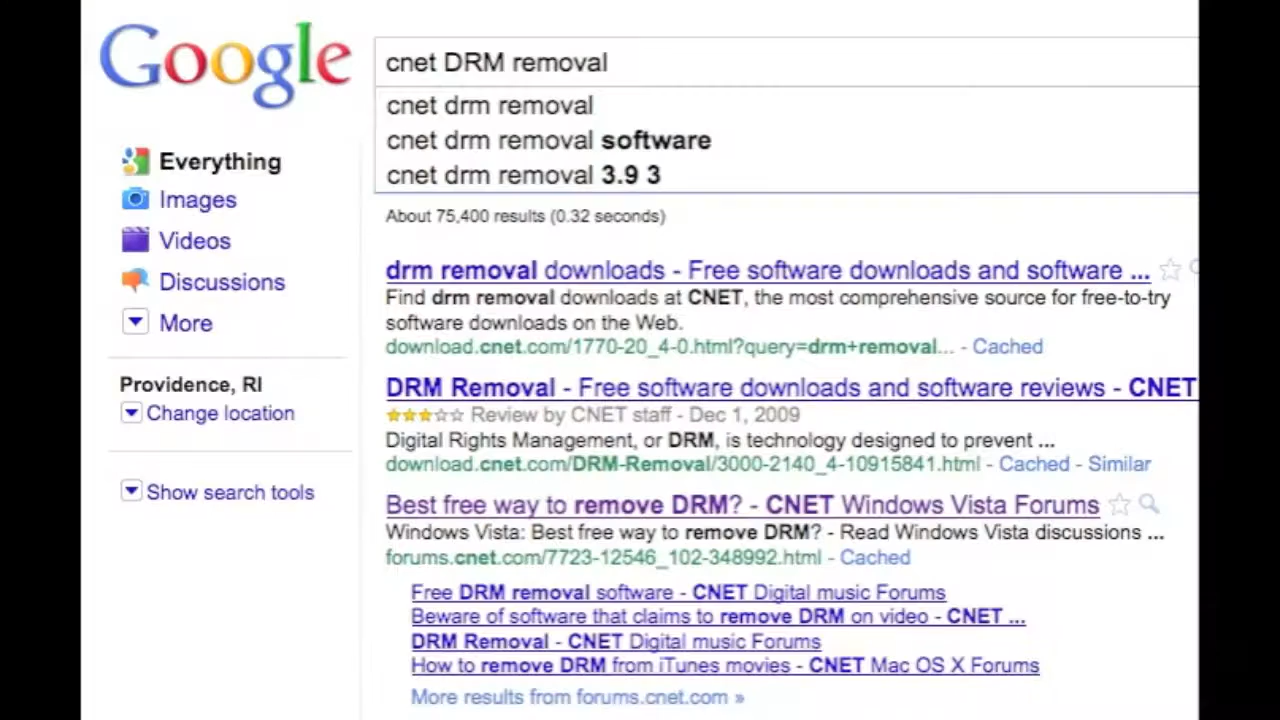 Google
cnet DRM removal
cnet drm removal
cnet drm removal software
cnet drm removal 3.9 3
Everything
Images
Videos
Discussions
More
Providence, RI
Change location
Show search tools
About 75,400 results (0.32 seconds)
drm removal downloads - Free software downloads and software ...
Find drm removal downloads at CNET, the most comprehensive source for free-to-try
software downloads on the Web.
download.cnet.com/1770-20_4-0.html?query=drm+removal... - Cached
DRM Removal - Free software downloads and software reviews - CNET
Review by CNET staff - Dec 1, 2009
Digital Rights Management, or DRM, is technology designed to prevent ...
download.cnet.com/DRM-Removal/3000-2140_4-10915841.html - Cached - Similar
Best free way to remove DRM? - CNET Windows Vista Forums
Windows Vista: Best free way to remove DRM? - Read Windows Vista discussions ...
forums.cnet.com/7723-12546_102-348992.html - Cached
Free DRM removal software - CNET Digital music Forums
Beware of software that claims to remove DRM on video - CNET ...
DRM Removal - CNET Digital music Forums
How to remove DRM from iTunes movies - CNET Mac OS X Forums
More results from forums.cnet.com »